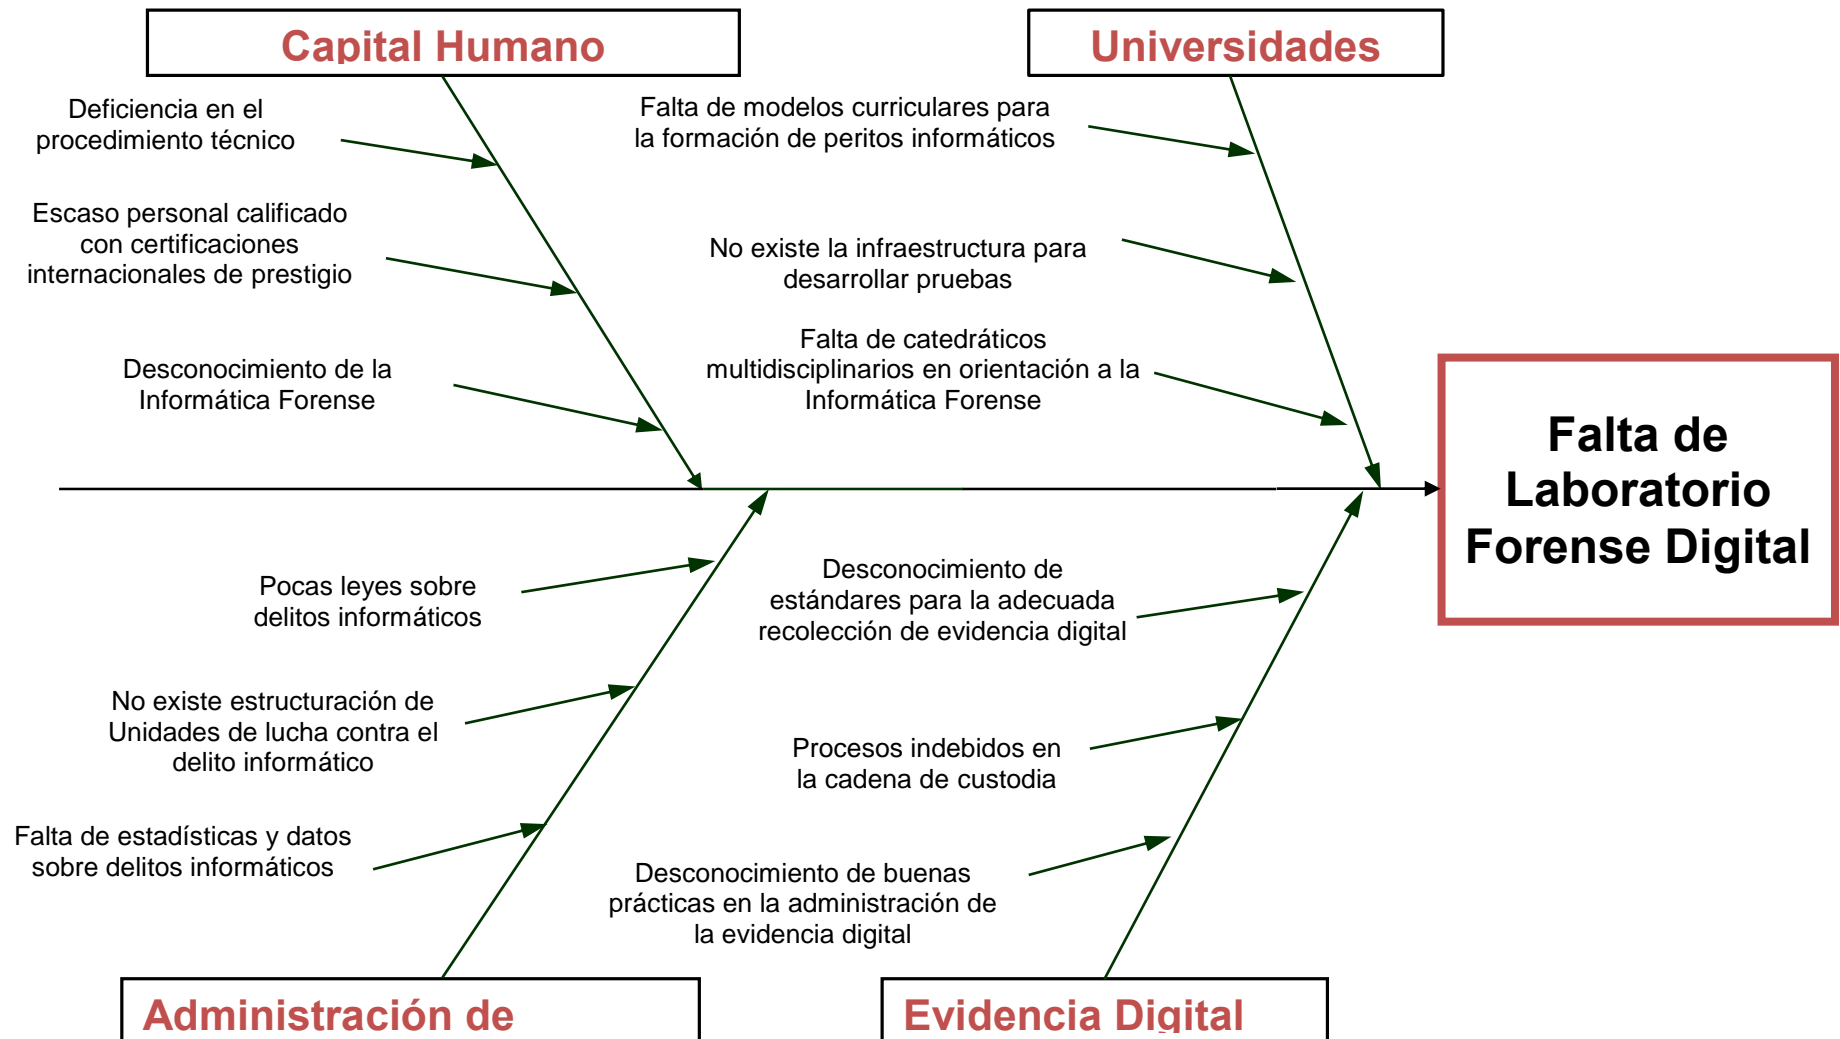 Capital Humano
Universidades
Deficiencia en el
procedimiento técnico
Falta de modelos curriculares para
la formación de peritos informáticos
Escaso personal calificado
con certificaciones
internacionales de prestigio
No existe la infraestructura para
desarrollar pruebas
Desconocimiento de la
Informática Forense
Falta de catedráticos
multidisciplinarios en orientación a la
Informática Forense
Falta de
Laboratorio
Forense Digital
Pocas leyes sobre
delitos informáticos
Desconocimiento de
estándares para la adecuada
recolección de evidencia digital
No existe estructuración de
Unidades de lucha contra el
delito informático
Procesos indebidos en
la cadena de custodia
Falta de estadísticas y datos
sobre delitos informáticos
Desconocimiento de buenas
prácticas en la administración de
la evidencia digital
Administración de
Evidencia Digital